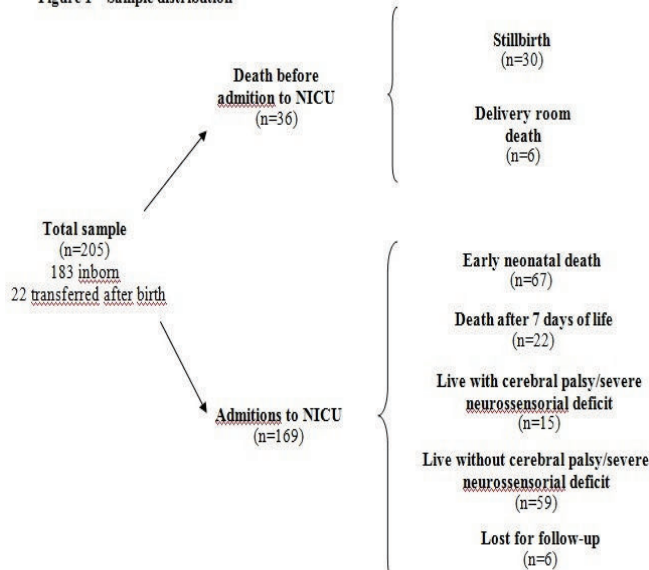 Figure 1 – Sample distribution
Death before
admition to NICU
(n=36)
Stillbirth
(n=30)
Delivery room
death
(n=6)
Total sample
(n=205)
183 inborn
22 transferred after birth
Admitions to NICU
(n=169)
Early neonatal death
(n=67)
Death after 7 days of life
(n=22)
Live with cerebral palsy/severe
neurossensorial deficit
(n=15)
Live without cerebral palsy/severe
neurossensorial deficit
(n=59)
Lost for follow-up
(n=6)